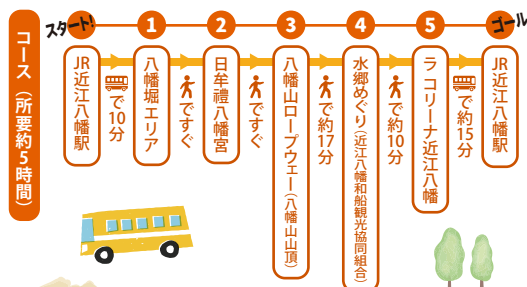 コース（所要約5時間）
スタート!
JR近江八幡駅
で10分
1
八幡堀エリア
ですぐ
2
日牟禮八幡宮
ですぐ
3
八幡山ロープウェー（八幡山山頂）
で約17分
4
水郷めぐり（近江八幡和船観光協同組合）
で約10分
5
ラ コリーナ近江八幡
で約15分
ゴール!
JR近江八幡駅